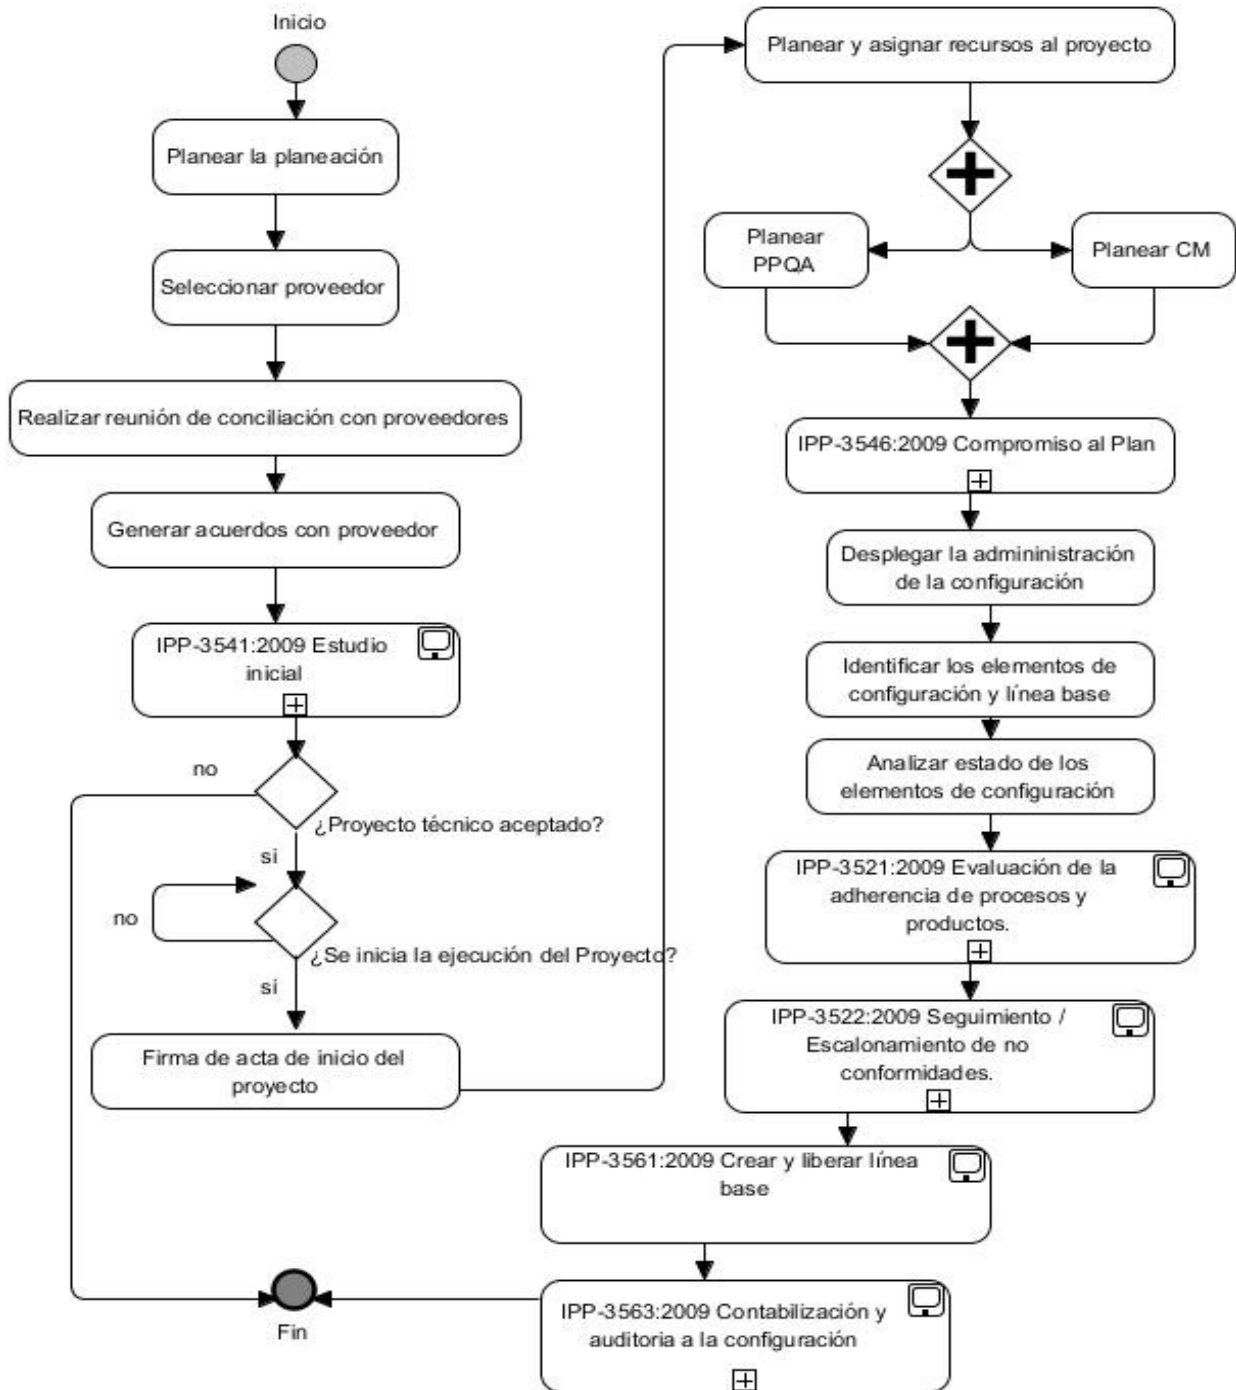 Inicio
Planear la planeación
Seleccionar proveedor
Realizar reunión de conciliación con proveedores
Generar acuerdos con proveedor
IPP-3541:2009 Estudio
inicial
no
¿Proyecto técnico aceptado?
si
no
¿Se inicia la ejecución del Proyecto?
si
Firma de acta de inicio del
proyecto
Planear y asignar recursos al proyecto
Planear
PPQA
Planear CM
IPP-3546:2009 Compromiso al Plan
Desplegar la admininistración
de la configuración
Identificar los elementos de
configuración y línea base
Analizar estado de los
elementos de configuración
IPP-3521:2009 Evaluación de la
adherencia de procesos y
productos.
IPP-3522:2009 Seguimiento /
Escalonamiento de no
conformidades.
IPP-3561:2009 Crear y liberar línea
base
IPP-3563:2009 Contabilización y
auditoria a la configuración
Fin